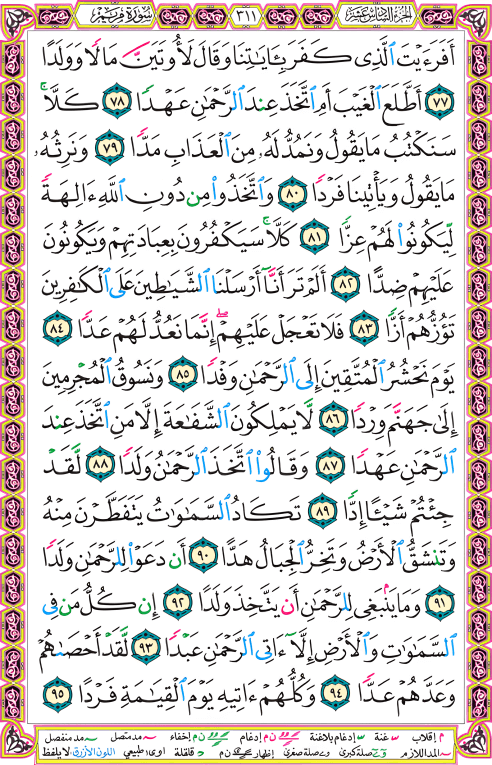 الجزء السادس عشر ٣١١ سورة مريم
أَفَرَءَيْتَ ٱلَّذِى كَفَرَ بِـَٔايَـٰتِنَا وَقَالَ لَأُوتَيَنَّ مَالًا وَوَلَدًا
٧٧ أَطَّلَعَ ٱلْغَيْبَ أَمِ ٱتَّخَذَ عِندَ ٱلرَّحْمَـٰنِ عَهْدًا ٧٨ كَلَّا ۚ
سَنَكْتُبُ مَا يَقُولُ وَنَمُدُّ لَهُۥ مِنَ ٱلْعَذَابِ مَدًّا ٧٩ وَنَرِثُهُۥ
مَا يَقُولُ وَيَأْتِينَا فَرْدًا ٨٠ وَٱتَّخَذُوا۟ مِن دُونِ ٱللَّهِ ءَالِهَةً
لِّيَكُونُوا۟ لَهُمْ عِزًّا ٨١ كَلَّا ۚ سَيَكْفُرُونَ بِعِبَادَتِهِمْ وَيَكُونُونَ
عَلَيْهِمْ ضِدًّا ٨٢ أَلَمْ تَرَ أَنَّآ أَرْسَلْنَا ٱلشَّيَـٰطِينَ عَلَى ٱلْكَـٰفِرِينَ
تَؤُزُّهُمْ أَزًّا ٨٣ فَلَا تَعْجَلْ عَلَيْهِمْ ۖ إِنَّمَا نَعُدُّ لَهُمْ عَدًّا ٨٤
يَوْمَ نَحْشُرُ ٱلْمُتَّقِينَ إِلَى ٱلرَّحْمَـٰنِ وَفْدًا ٨٥ وَنَسُوقُ ٱلْمُجْرِمِينَ
إِلَىٰ جَهَنَّمَ وِرْدًا ٨٦ لَّا يَمْلِكُونَ ٱلشَّفَـٰعَةَ إِلَّا مَنِ ٱتَّخَذَ عِندَ
ٱلرَّحْمَـٰنِ عَهْدًا ٨٧ وَقَالُوا۟ ٱتَّخَذَ ٱلرَّحْمَـٰنُ وَلَدًا ٨٨ لَّقَدْ
جِئْتُمْ شَيْـًٔا إِدًّا ٨٩ تَكَادُ ٱلسَّمَـٰوَٰتُ يَتَفَطَّرْنَ مِنْهُ
وَتَنشَقُّ ٱلْأَرْضُ وَتَخِرُّ ٱلْجِبَالُ هَدًّا ٩٠ أَن دَعَوْا۟ لِلرَّحْمَـٰنِ وَلَدًا
٩١ وَمَا يَنۢبَغِى لِلرَّحْمَـٰنِ أَن يَتَّخِذَ وَلَدًا ٩٢ إِن كُلُّ مَن فِى
ٱلسَّمَـٰوَٰتِ وَٱلْأَرْضِ إِلَّآ ءَاتِى ٱلرَّحْمَـٰنِ عَبْدًا ٩٣ لَّقَدْ أَحْصَىٰهُمْ
وَعَدَّهُمْ عَدًّا ٩٤ وَكُلُّهُمْ ءَاتِيهِ يَوْمَ ٱلْقِيَـٰمَةِ فَرْدًا ٩٥
م إقلاب س غنة س إدغام بلاغنة ن م إدغام ن م إخفاء مد متصل مد منفصل
المد اللازم صلة كبرى صلة صغرى إظهار ن م قلقلة أوى: طبيعي اللون الأزرق: لا يلفظ